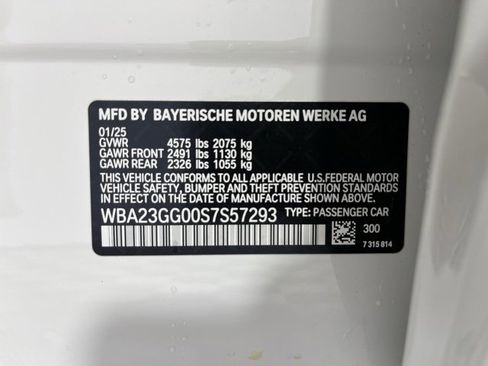 MFD BY BAYERISCHE MOTOREN WERKE AG
01/25
GVWR 4575 lbs 2075 kg
GAWR FRONT 2491 lbs 1130 kg
GAWR REAR 2326 lbs 1055 kg
THIS VEHICLE CONFORMS TO ALL APPLICABLE U.S.FEDERAL MOTOR
VEHICLE SAFETY, BUMPER AND THEFT PREVENTION STANDARDS
IN EFFECT ON THE DATE OF MANUFACTURE SHOWN ABOVE.
WBA23GG00S7S57293 TYPE: PASSENGER CAR
300
7 315 814